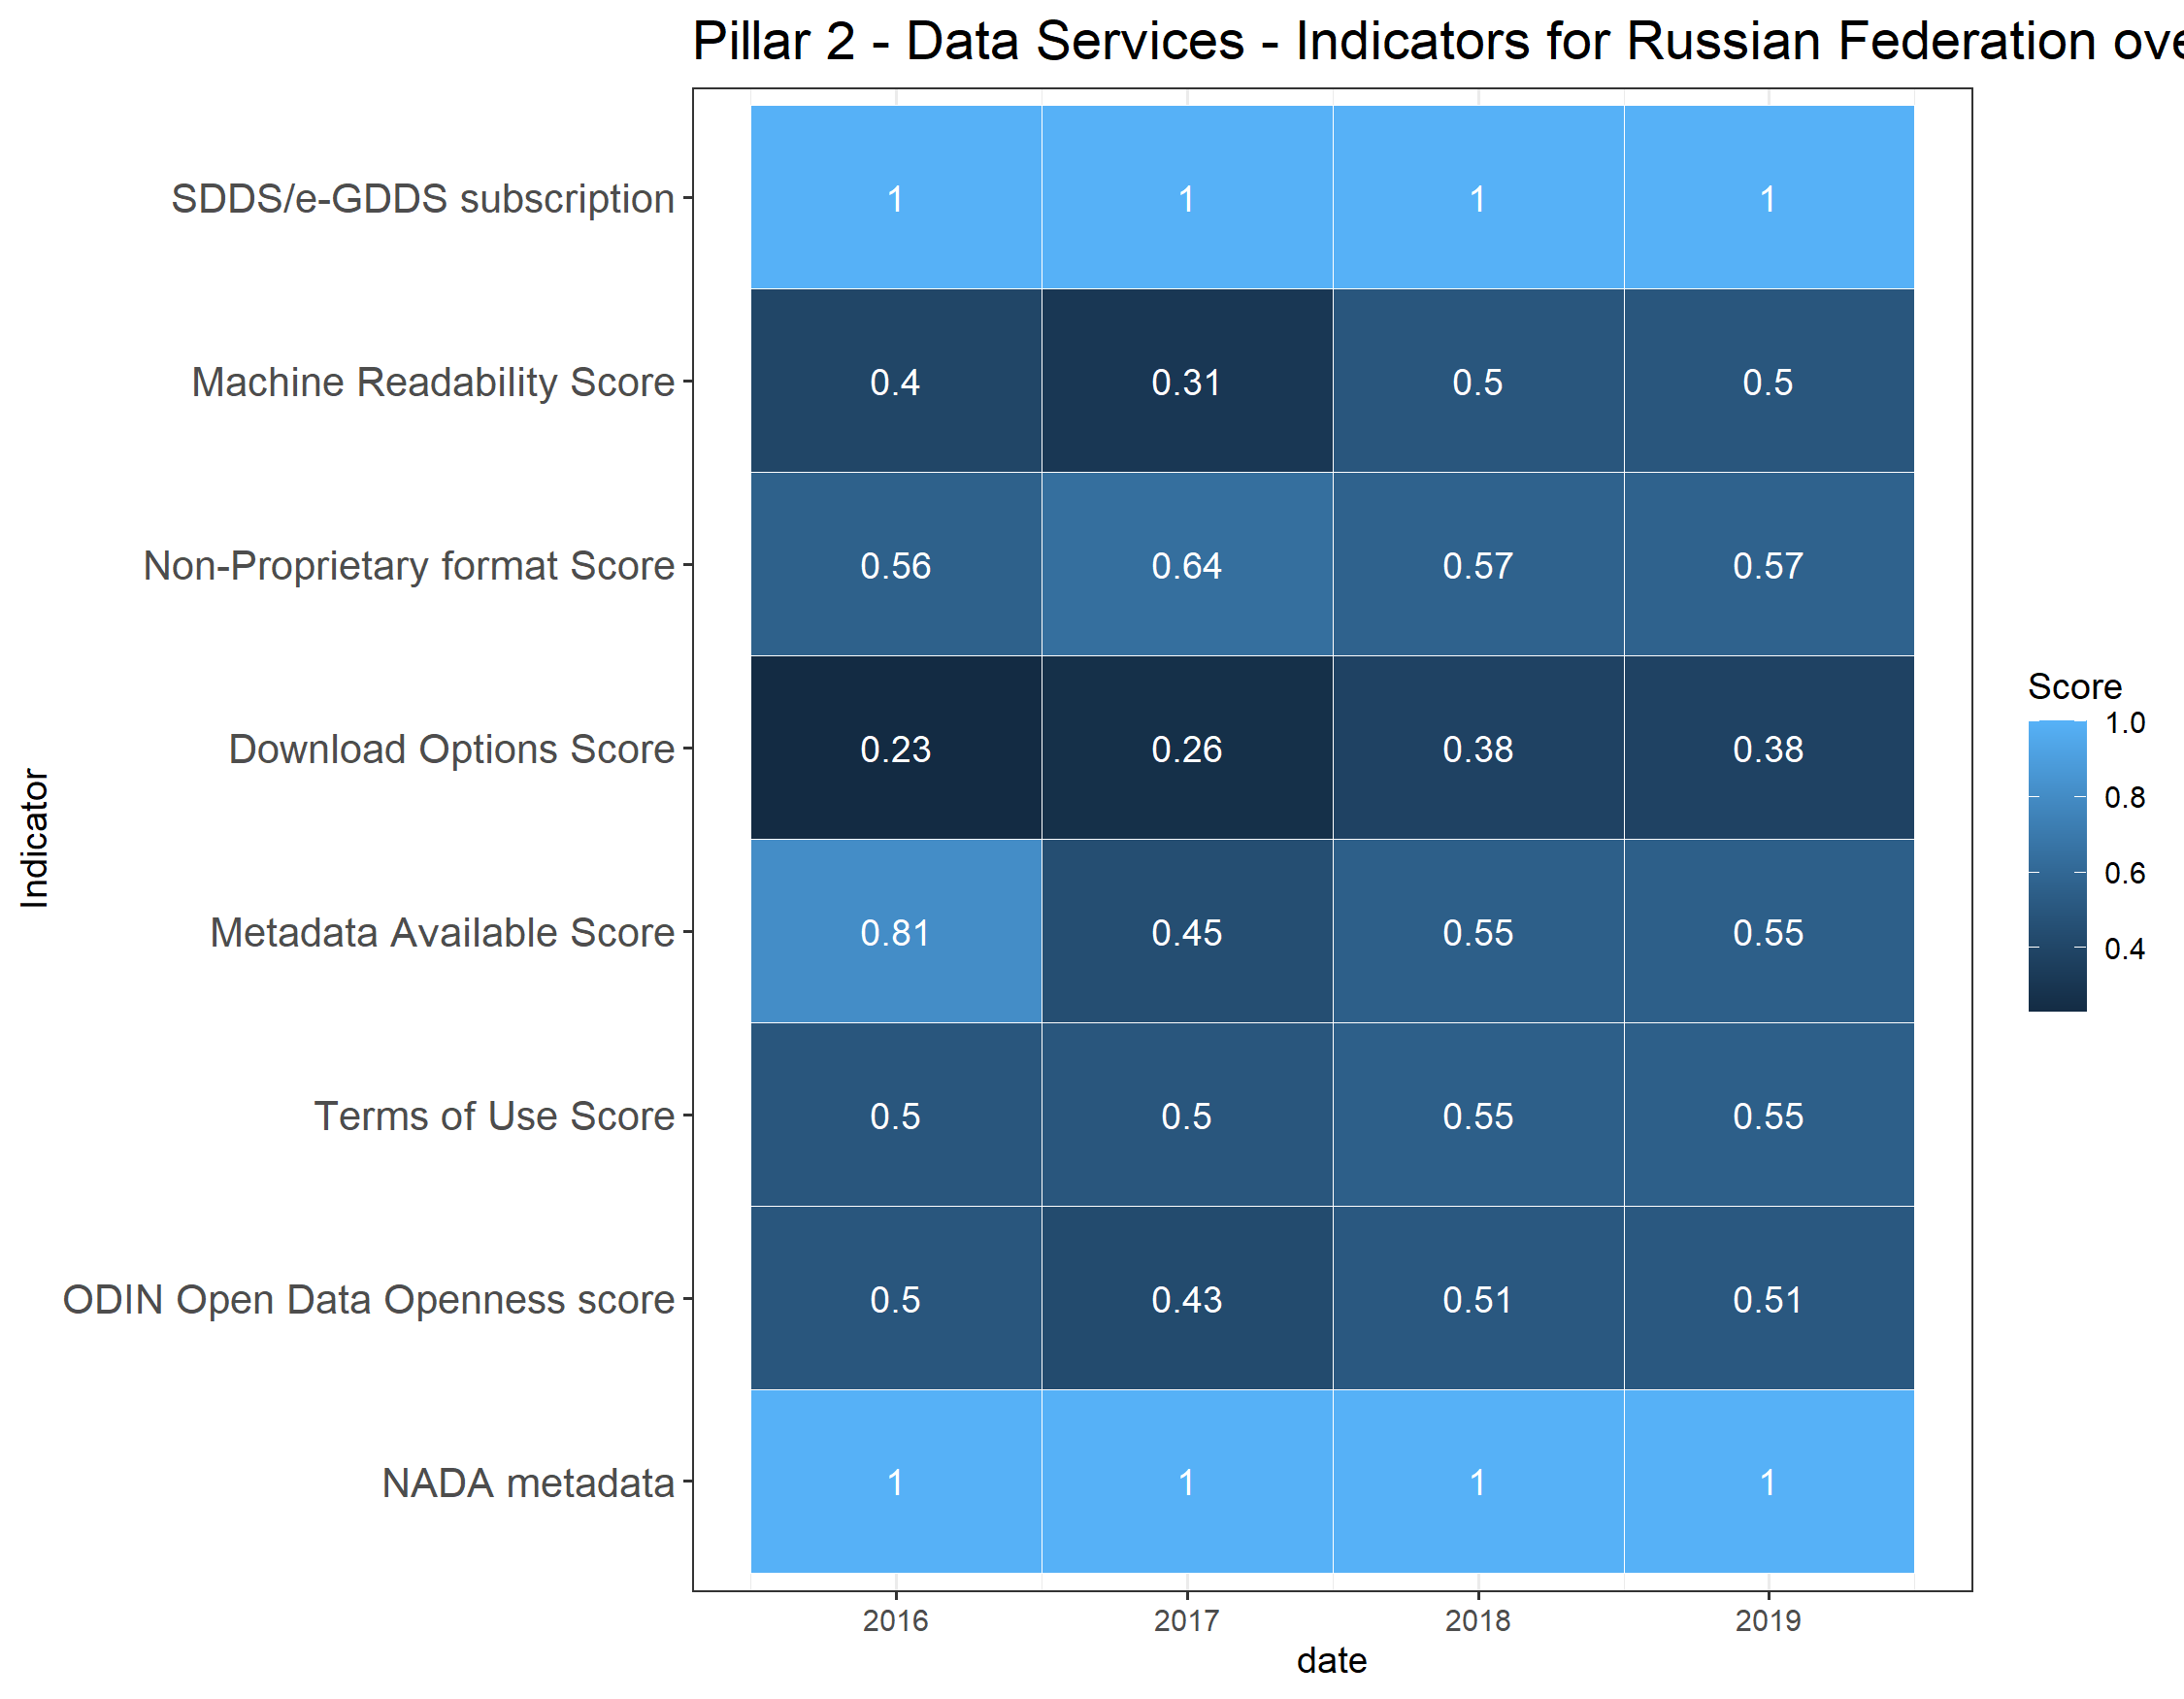 Pillar 2 - Data Services - Indicators for Russian Federation ove
SDDS/e-GDDS subscription 1 1 1 1
Machine Readability Score 0.4 0.31 0.5 0.5
Non-Proprietary format Score 0.56 0.64 0.57 0.57
Download Options Score 0.23 0.26 0.38 0.38
Metadata Available Score 0.81 0.45 0.55 0.55
Terms of Use Score 0.5 0.5 0.55 0.55
ODIN Open Data Openness score 0.5 0.43 0.51 0.51
NADA metadata 1 1 1 1
2016 2017 2018 2019
date
Indicator
Score
1.0
0.8
0.6
0.4